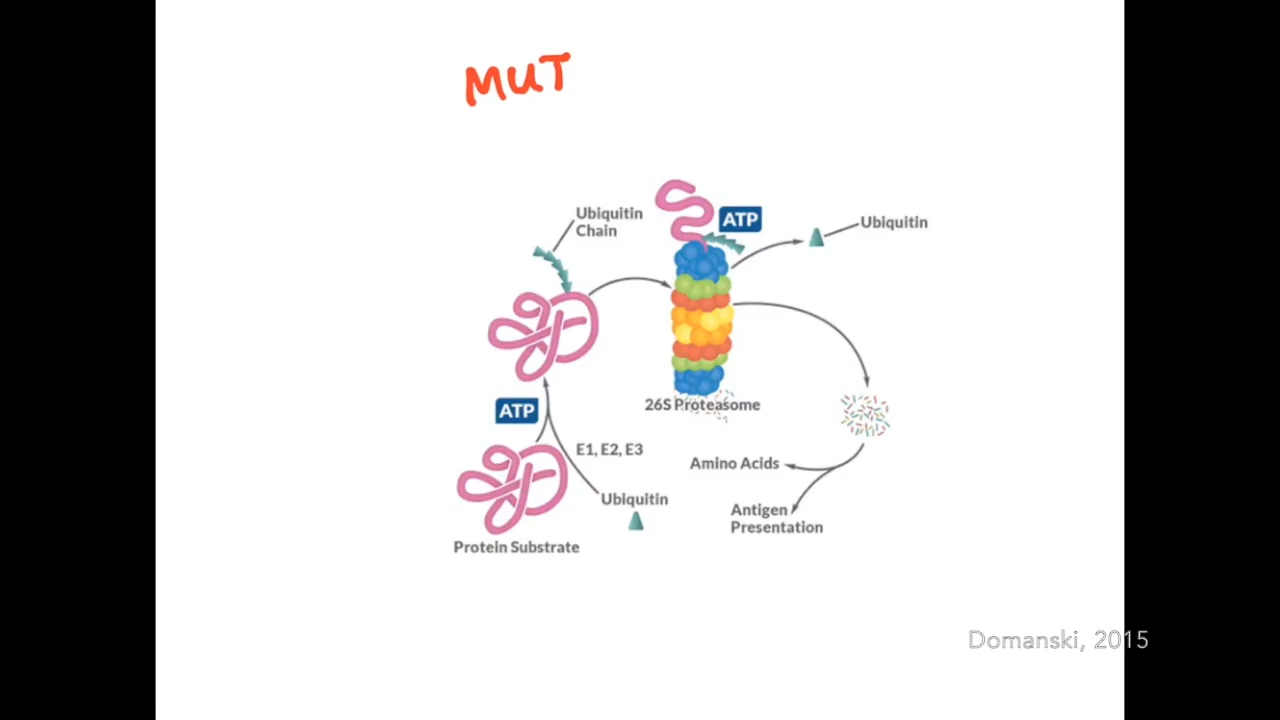 MUT
Ubiquitin
Chain
ATP
Ubiquitin
26S Proteasome
ATP
E1, E2, E3
Amino Acids
Ubiquitin
Antigen
Presentation
Protein Substrate
Domanski, 2015